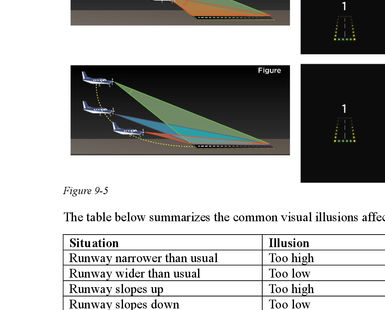 1
Figure
1
Figure 9-5
The table below summarizes the common visual illusions affec
Situation Illusion
Runway narrower than usual Too high
Runway wider than usual Too low
Runway slopes up Too high
Runway slopes down Too low